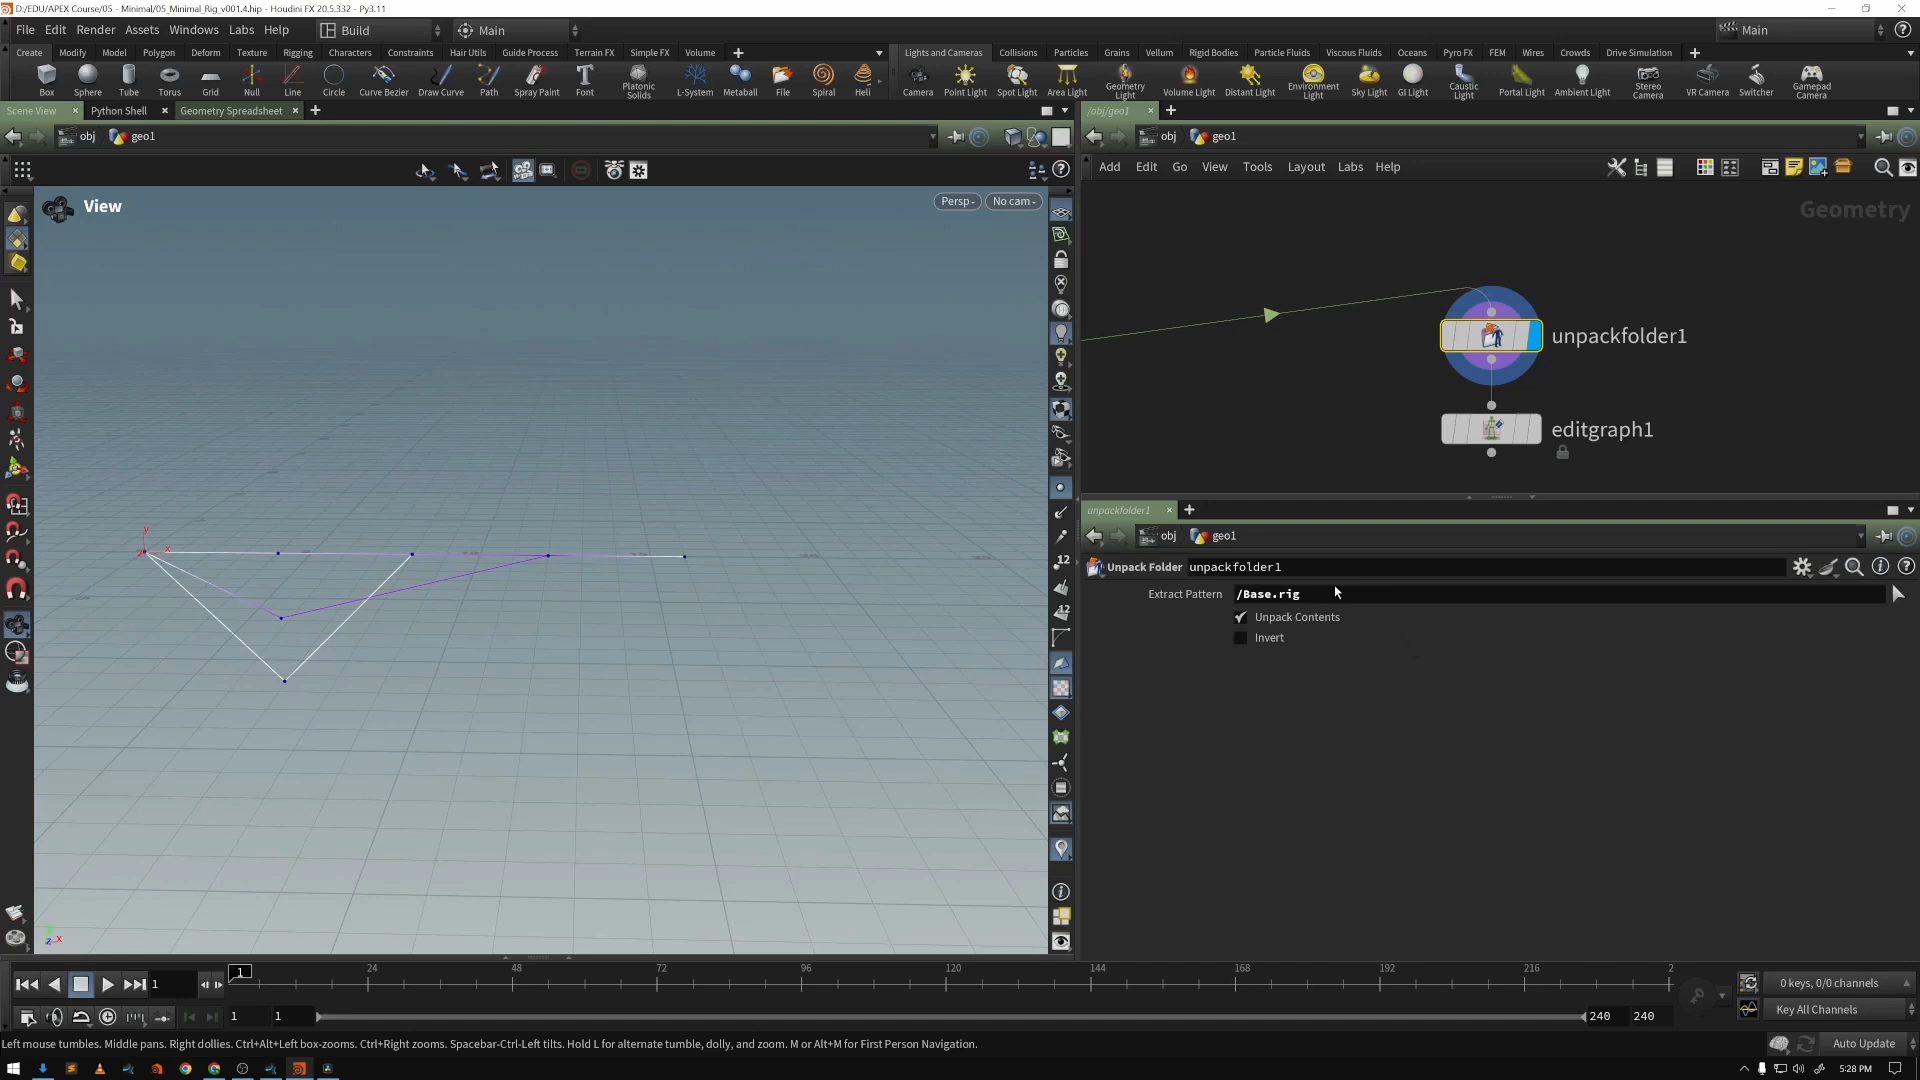 D:/EDU/APEX Course/05 - Minimal/05_Minimal_Rig_v001.4.hip - Houdini FX 20.5.332 - Py3.11
File Edit Render Assets Windows Labs Help Build Main Main
Create Modify Model Polygon Deform Texture Rigging Characters Constraints Hair Utils Guide Process Terrain FX Simple FX Volume
Lights and Cameras Collisions Particles Grains Vellum Rigid Bodies Particle Fluids Viscous Fluids Oceans Pyro FX FEM Wires Crowds Drive Simulation
Box Sphere Tube Torus Grid Null Line Circle Curve Bezier Draw Curve Path Spray Paint Font Platonic Solids L-System Metaball File Spiral Heli
Camera Point Light Spot Light Area Light Geometry Light Volume Light Distant Light Environment Light Sky Light GI Light Caustic Light Portal Light Ambient Light Stereo Camera VR Camera Switcher Gamepad Camera
Scene View Python Shell Geometry Spreadsheet
/obj/geo1
obj geo1
obj geo1
Add Edit Go View Tools Layout Labs Help
View
Persp
No cam
Geometry
unpackfolder1
editgraph1
unpackfolder1
obj geo1
Unpack Folder unpackfolder1
Extract Pattern /Base.rig
Unpack Contents
Invert
y
x
z
12
12
z x
1
1 24 48 72 96 120 144 168 192 216 2
0 keys, 0/0 channels
1 1 240 240
Key All Channels
Left mouse tumbles. Middle pans. Right dollies. Ctrl+Alt+Left box-zooms. Ctrl+Right zooms. Spacebar-Ctrl-Left tilts. Hold L for alternate tumble, dolly, and zoom. M or Alt+M for First Person Navigation.
Auto Update
5:28 PM